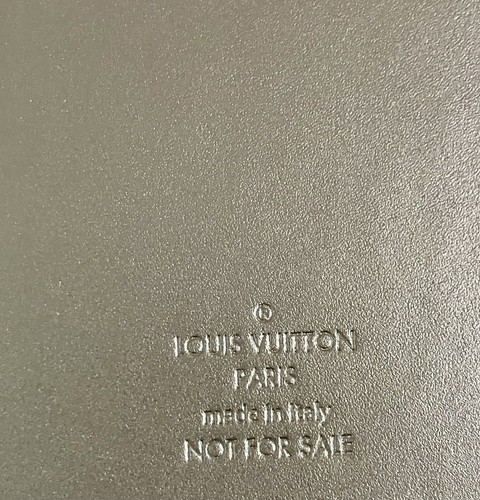 ®
LOUIS VUITTON
PARIS
made in Italy
NOT FOR SALE